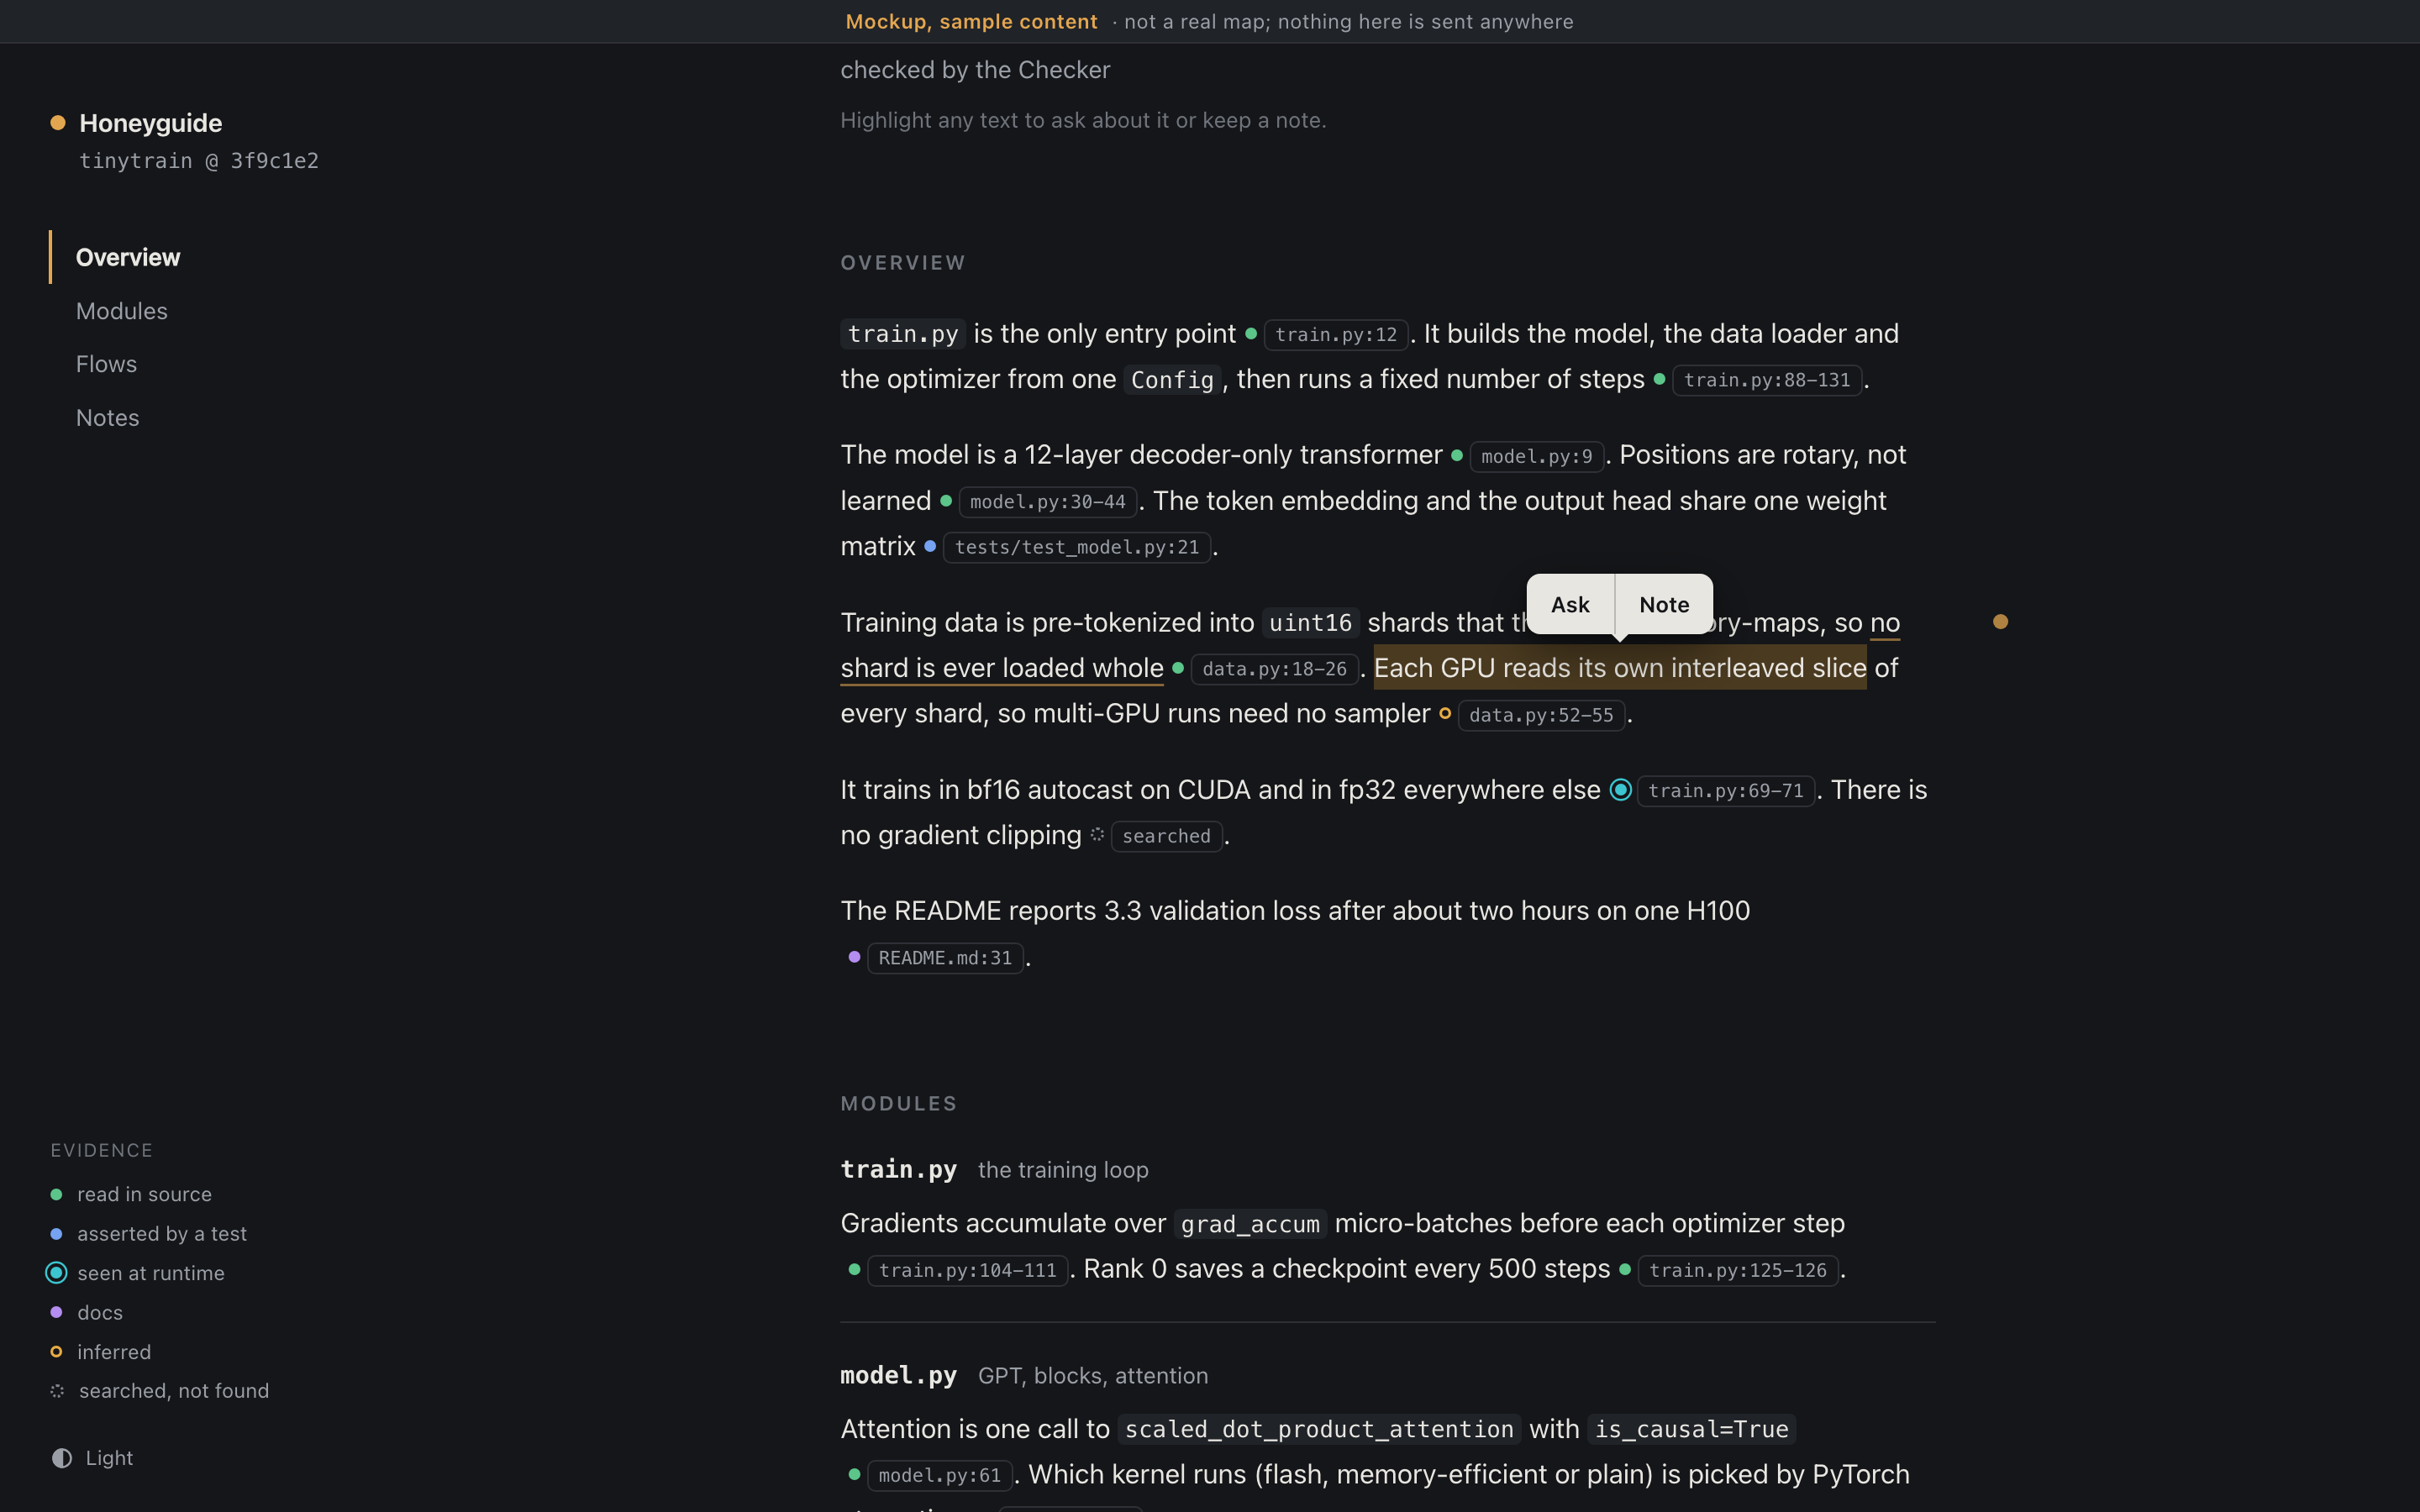 Mockup, sample content · not a real map; nothing here is sent anywhere
Honeyguide
tinytrain @ 3f9c1e2
Overview
Modules
Flows
Notes
EVIDENCE
read in source
asserted by a test
seen at runtime
docs
inferred
searched, not found
Light
checked by the Checker
Highlight any text to ask about it or keep a note.
OVERVIEW
train.py is the only entry point train.py:12. It builds the model, the data loader and
the optimizer from one Config, then runs a fixed number of steps train.py:88–131.
The model is a 12-layer decoder-only transformer model.py:9. Positions are rotary, not
learned model.py:30–44. The token embedding and the output head share one weight
matrix tests/test_model.py:21.
Ask Note
Training data is pre-tokenized into uint16 shards that ory-maps, so no
shard is ever loaded whole data.py:18–26. Each GPU reads its own interleaved slice of
every shard, so multi-GPU runs need no sampler data.py:52–55.
It trains in bf16 autocast on CUDA and in fp32 everywhere else train.py:69–71. There is
no gradient clipping searched.
The README reports 3.3 validation loss after about two hours on one H100
README.md:31.
MODULES
train.py the training loop
Gradients accumulate over grad_accum micro-batches before each optimizer step
train.py:104–111. Rank 0 saves a checkpoint every 500 steps train.py:125–126.
model.py GPT, blocks, attention
Attention is one call to scaled_dot_product_attention with is_causal=True
model.py:61. Which kernel runs (flash, memory-efficient or plain) is picked by PyTorch